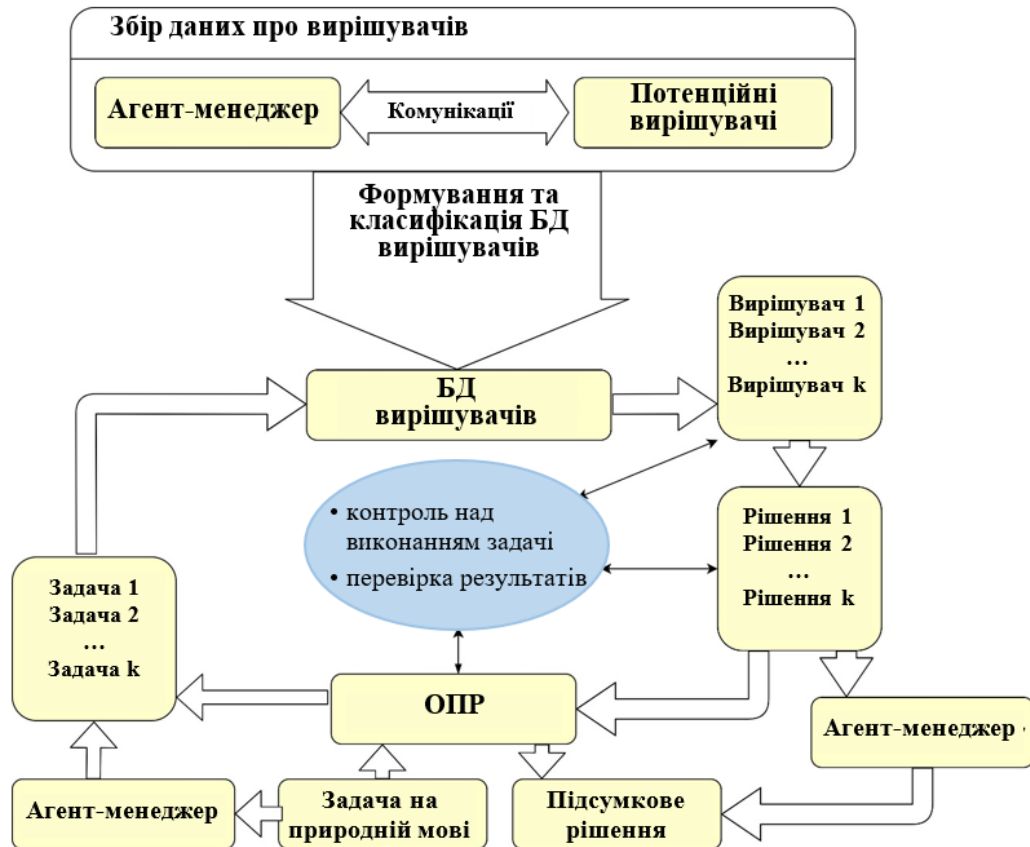 Збір даних про вирішувачів
Агент-менеджер
Комунікації
Потенційні
вирішувачі
Формування та
класифікація БД
вирішувачів
Вирішувач 1
Вирішувач 2
...
Вирішувач k
БД
вирішувачів
• контроль над
виконанням задачі
• перевірка результатів
Рішення 1
Рішення 2
...
Рішення k
Задача 1
Задача 2
...
Задача k
ОПР
Агент-менеджер
Агент-менеджер
Задача на
природній мові
Підсумкове
рішення